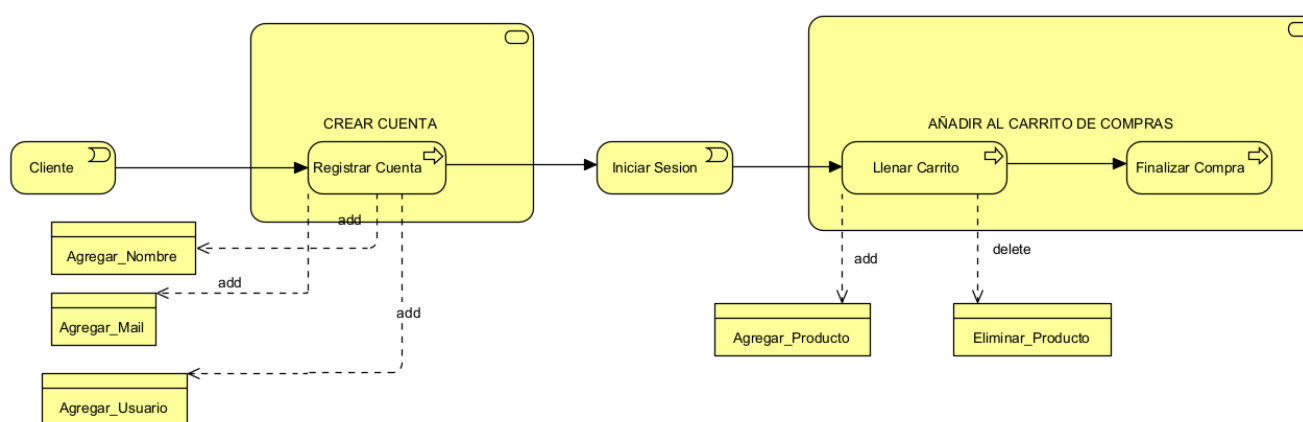 CREAR CUENTA
AÑADIR AL CARRITO DE COMPRAS
Cliente
Registrar Cuenta
Iniciar Sesion
Llenar Carrito
Finalizar Compra
add
Agregar_Nombre
add
delete
add
Agregar_Mail
add
Agregar_Producto
Eliminar_Producto
Agregar_Usuario